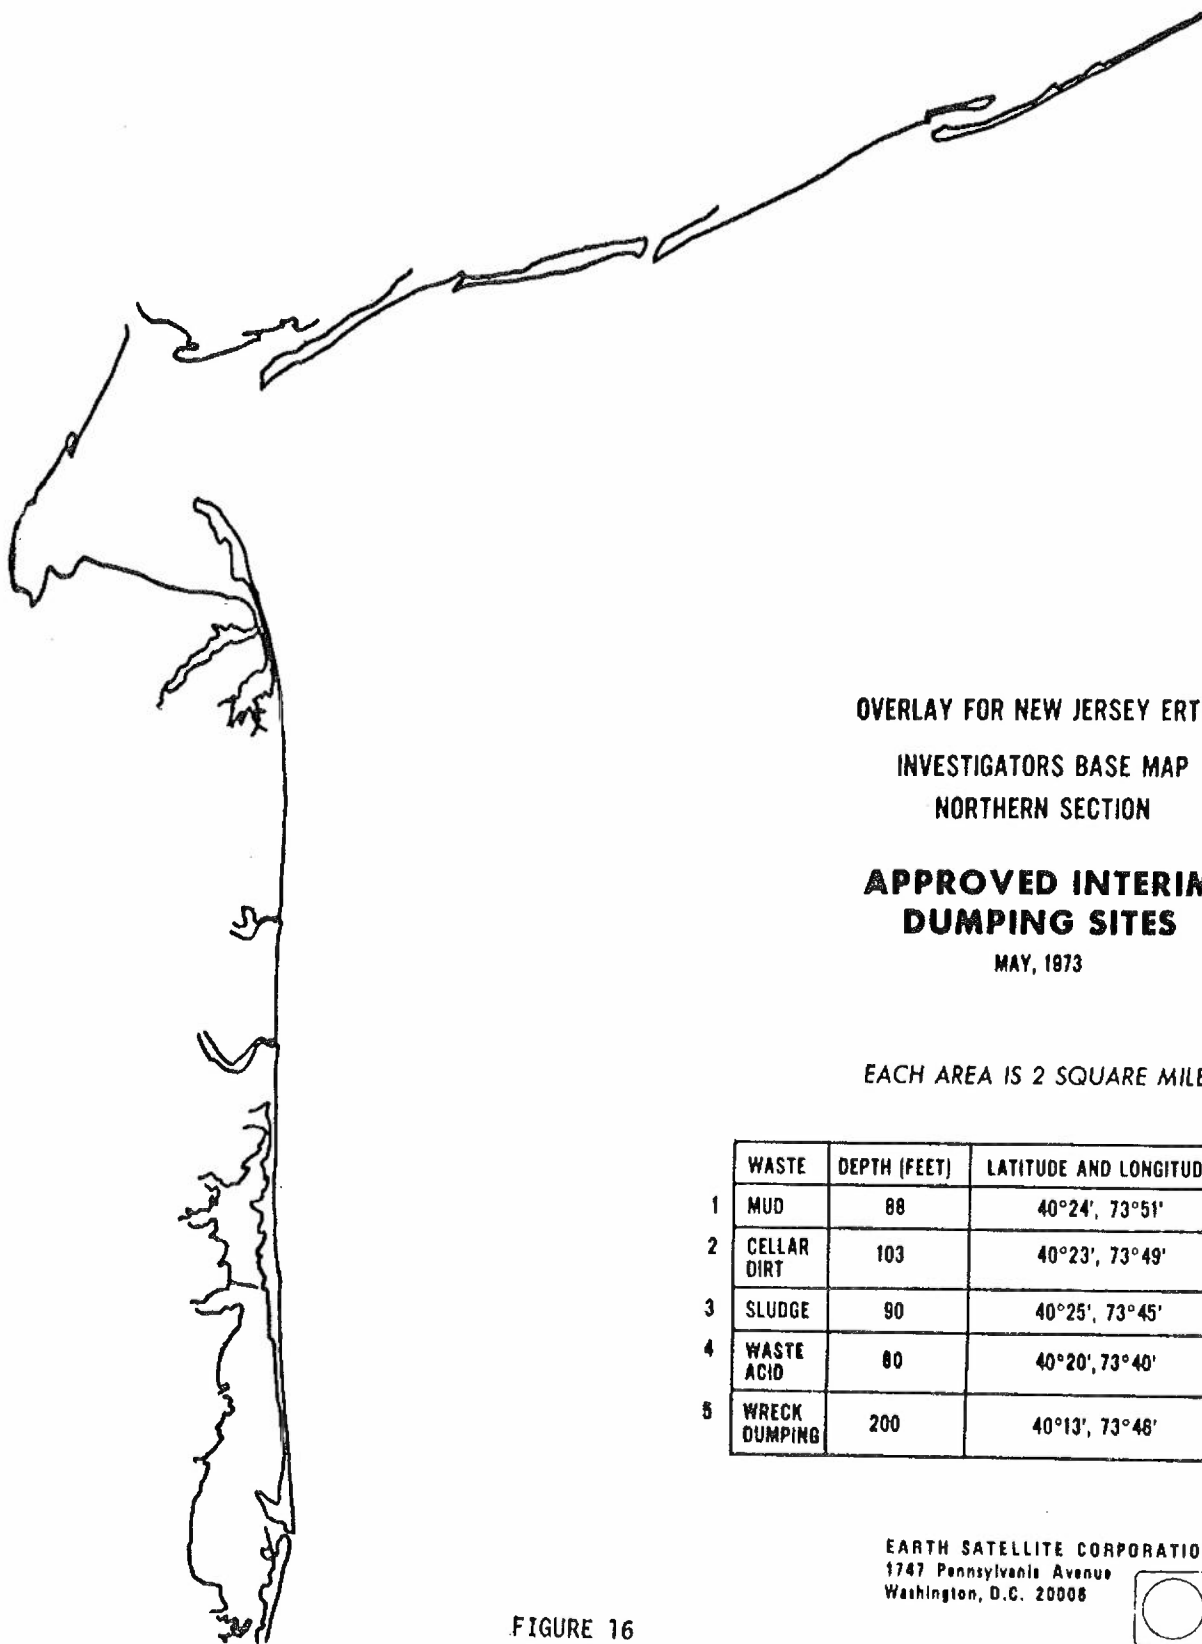 OVERLAY FOR NEW JERSEY ERT
INVESTIGATORS BASE MAP
NORTHERN SECTION
APPROVED INTERIM
DUMPING SITES
MAY, 1973
EACH AREA IS 2 SQUARE MILE
WASTE DEPTH (FEET) LATITUDE AND LONGITUD
1 MUD 88 40°24', 73°51'
2 CELLAR DIRT 103 40°23', 73°49'
3 SLUDGE 90 40°25', 73°45'
4 WASTE ACID 80 40°20', 73°40'
5 WRECK DUMPING 200 40°13', 73°46'
EARTH SATELLITE CORPORATIO
1747 Pennsylvania Avenue
Washington, D.C. 20006
FIGURE 16